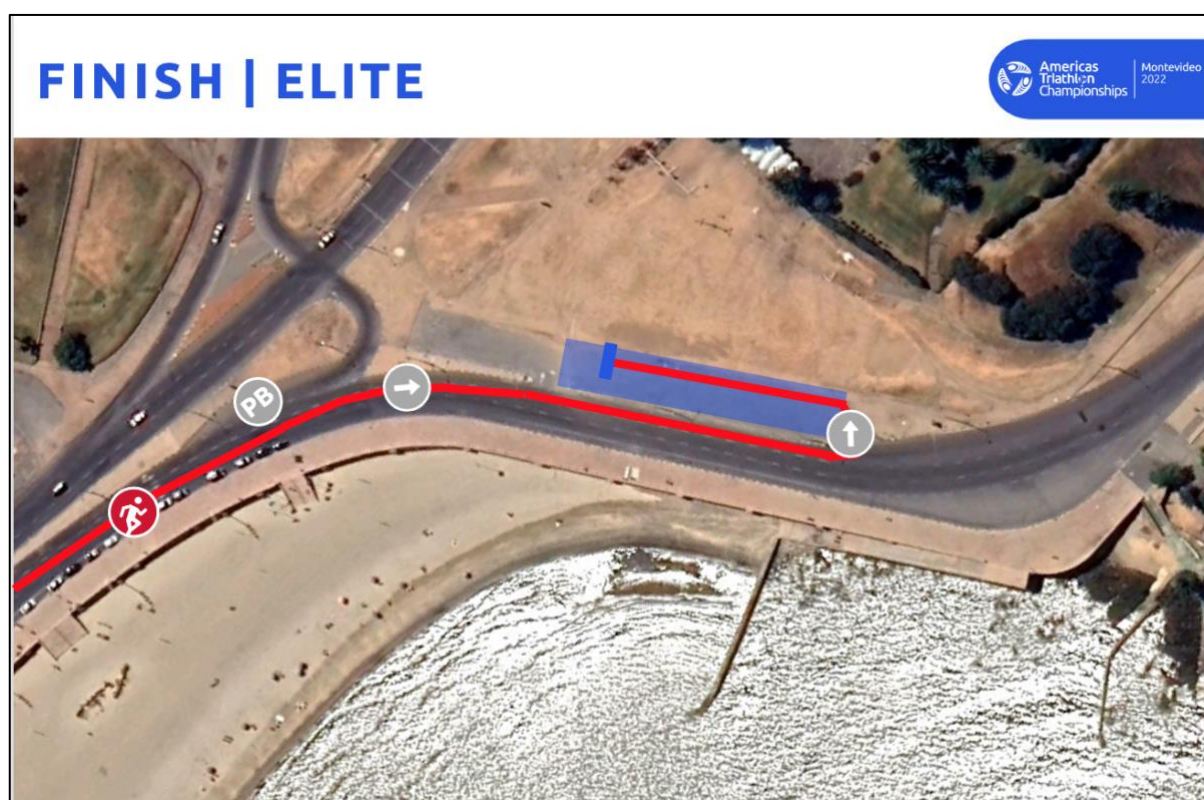 FINISH | ELITE
Americas
Triathlon
Championships
Montevideo
2022
PB